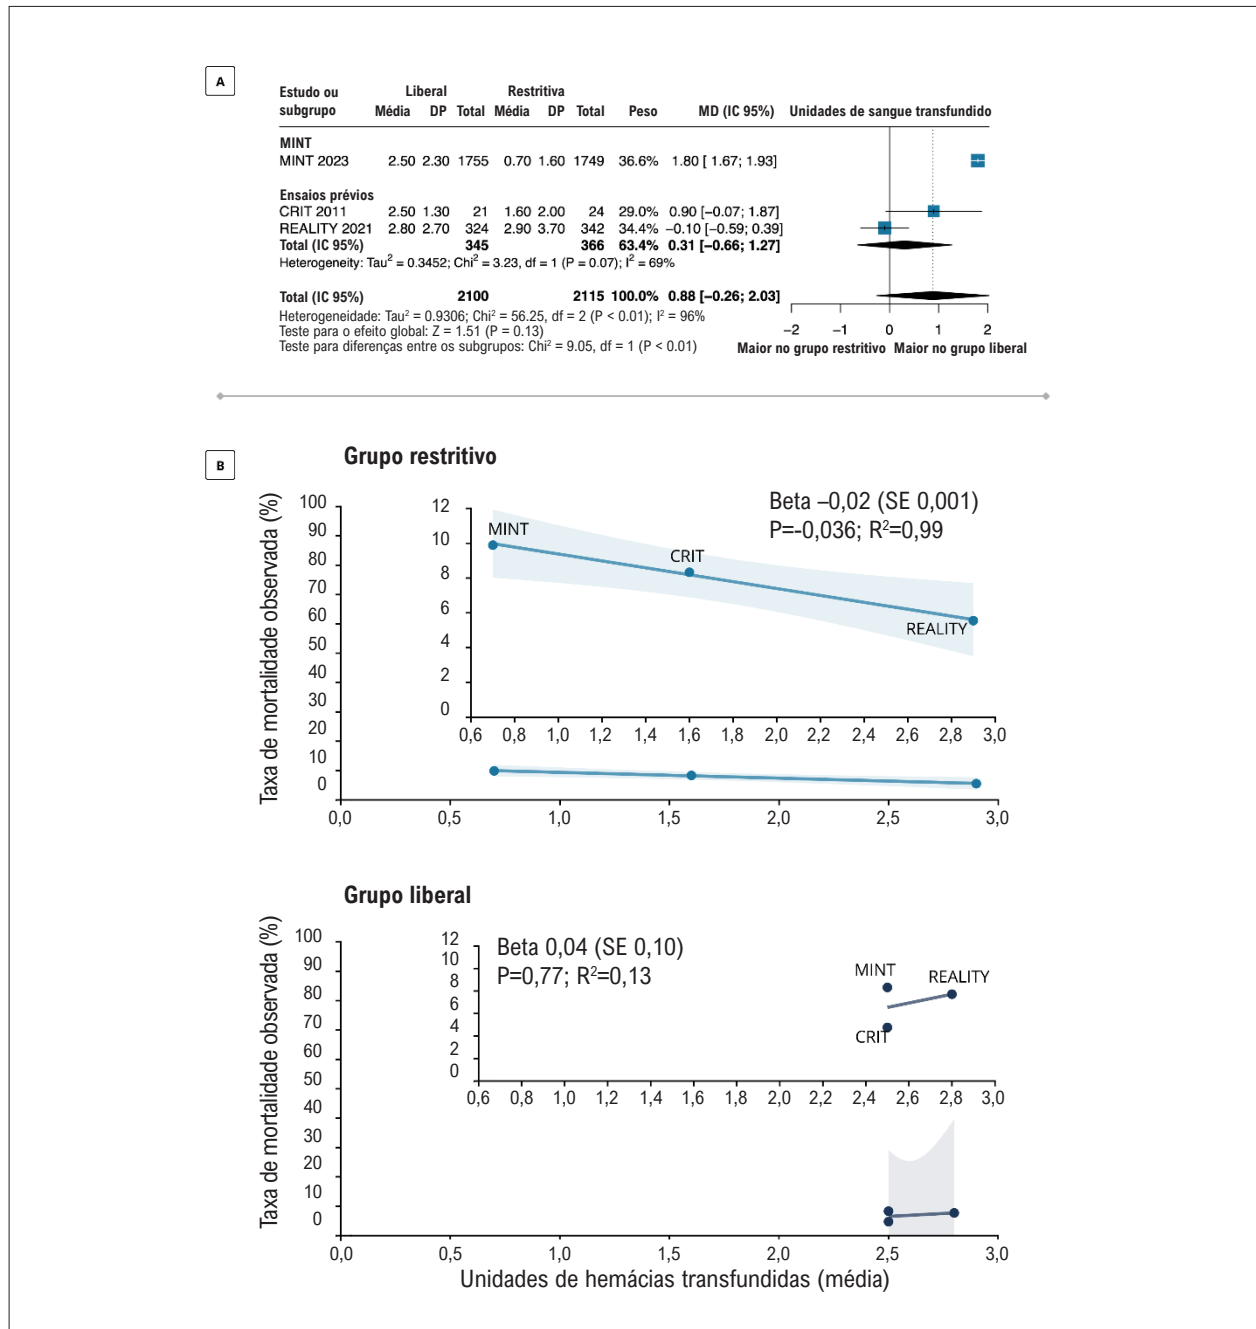 A
Estudo ou subgrupo Liberal Restritiva
Média DP Total Média DP Total Peso MD (IC 95%) Unidades de sangue transfundido
MINT
MINT 2023 2.50 2.30 1755 0.70 1.60 1749 36.6% 1.80 [ 1.67; 1.93]
Ensaios prévios
CRIT 2011 2.50 1.30 21 1.60 2.00 24 29.0% 0.90 [−0.07; 1.87]
REALITY 2021 2.80 2.70 324 2.90 3.70 342 34.4% −0.10 [−0.59; 0.39]
Total (IC 95%) 345 366 63.4% 0.31 [−0.66; 1.27]
Heterogeneity: Tau² = 0.3452; Chi² = 3.23, df = 1 (P = 0.07); I² = 69%
Total (IC 95%) 2100 2115 100.0% 0.88 [−0.26; 2.03]
Heterogeneidade: Tau² = 0.9306; Chi² = 56.25, df = 2 (P < 0.01); I² = 96%
Teste para o efeito global: Z = 1.51 (P = 0.13)
Teste para diferenças entre os subgrupos: Chi² = 9.05, df = 1 (P < 0.01)
−2 −1 0 1 2
Maior no grupo restritivo Maior no grupo liberal
B
Grupo restritivo
Taxa de mortalidade observada (%)
100
90
80
70
60
50
40
30
20
10
0
0,0 0,5 1,0 1,5 2,0 2,5 3,0
12
10
8
6
4
2
0
0,6 0,8 1,0 1,2 1,4 1,6 1,8 2,0 2,2 2,4 2,6 2,8 3,0
Beta –0,02 (SE 0,001)
P=-0,036; R²=0,99
MINT
CRIT
REALITY
Grupo liberal
Taxa de mortalidade observada (%)
100
90
80
70
60
50
40
30
20
10
0
0,0 0,5 1,0 1,5 2,0 2,5 3,0
12
10
8
6
4
2
0
0,6 0,8 1,0 1,2 1,4 1,6 1,8 2,0 2,2 2,4 2,6 2,8 3,0
Beta 0,04 (SE 0,10)
P=0,77; R²=0,13
MINT
REALITY
CRIT
Unidades de hemácias transfundidas (média)